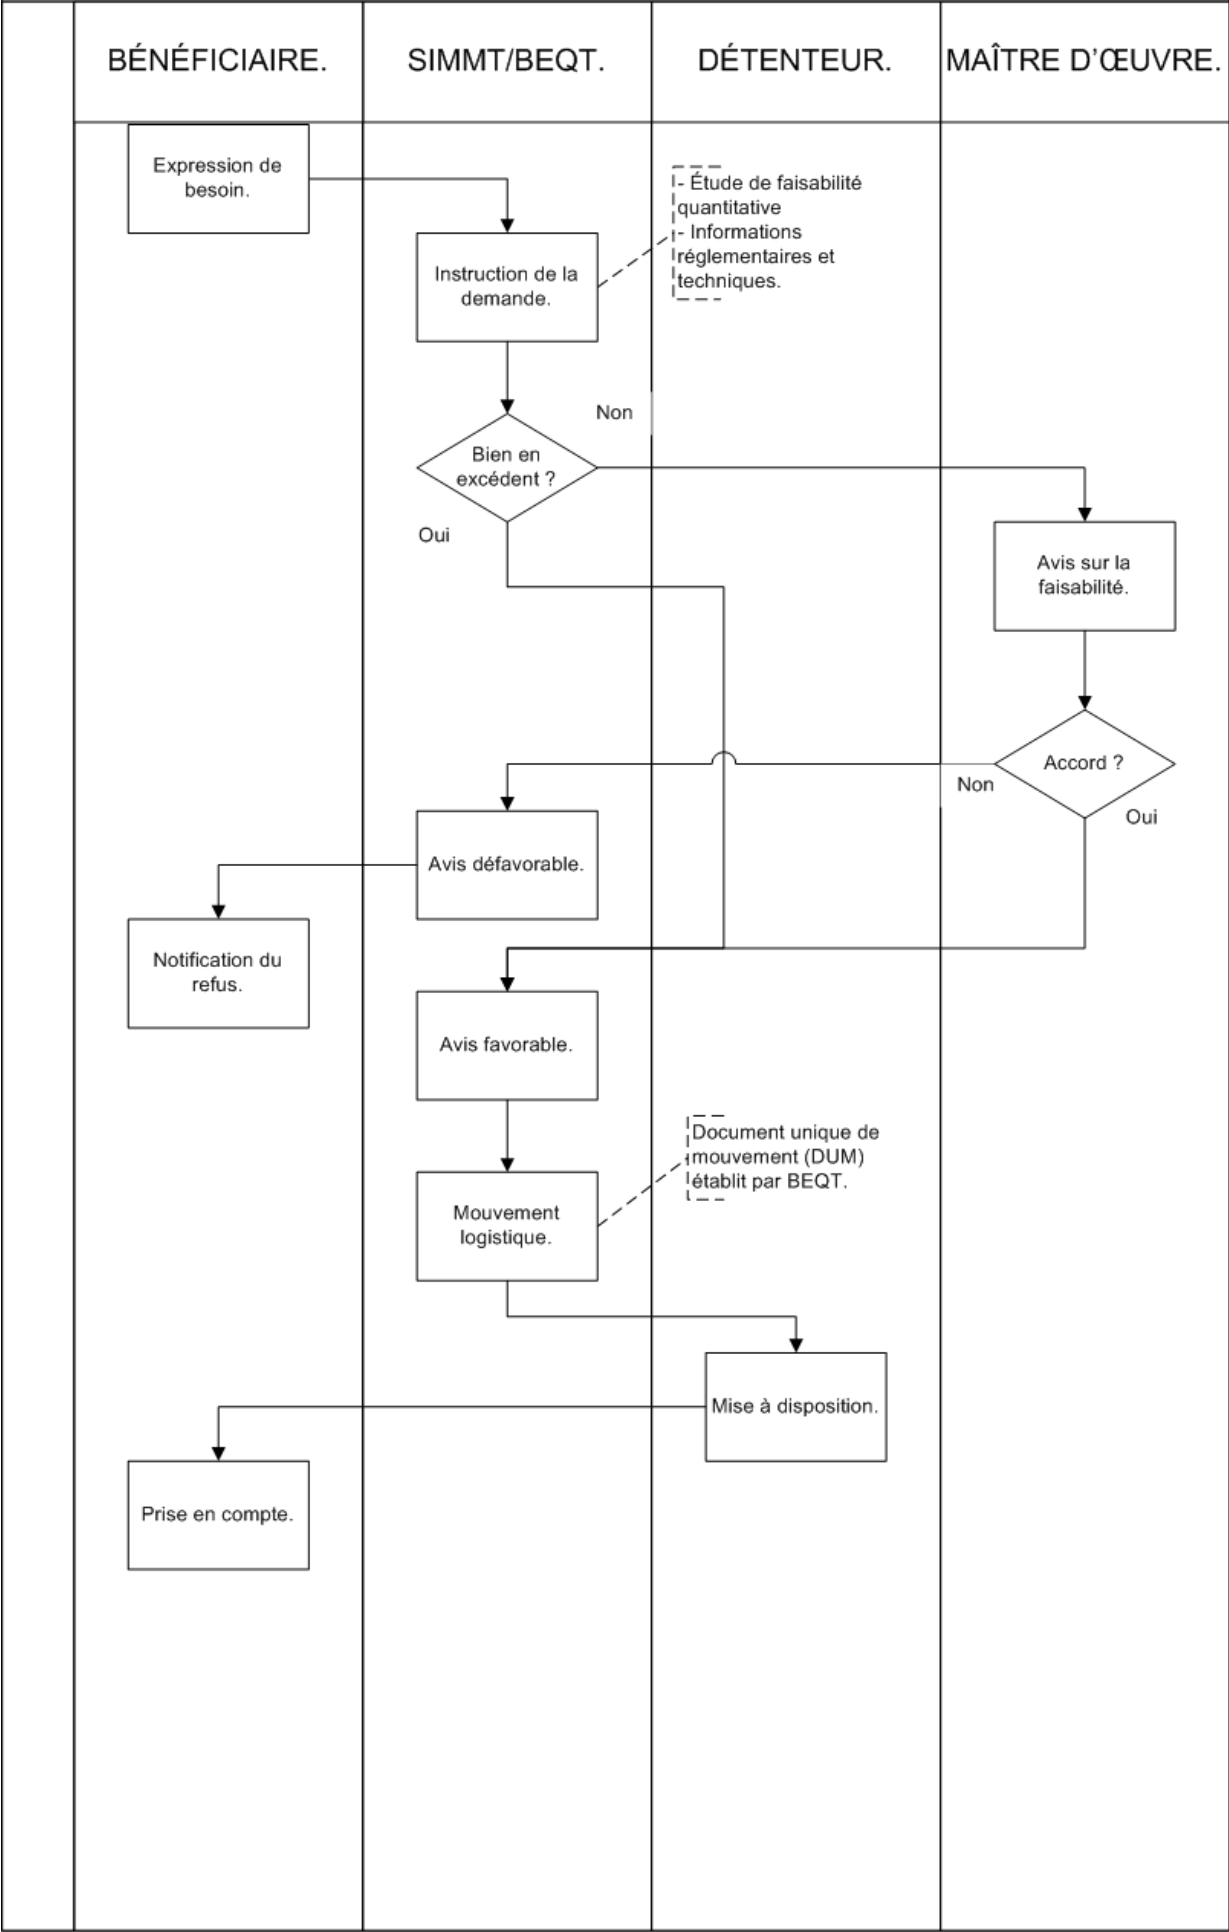 BÉNÉFICIAIRE.
SIMMT/BEQT.
DÉTENTEUR.
MAÎTRE D'ŒUVRE.
Expression de
besoin.
- Étude de faisabilité
quantitative
- Informations
réglementaires et
techniques.
Instruction de la
demande.
Non
Bien en
excédent ?
Oui
Avis sur la
faisabilité.
Accord ?
Non
Oui
Avis défavorable.
Notification du
refus.
Avis favorable.
Document unique de
mouvement (DUM)
établit par BEQT.
Mouvement
logistique.
Mise à disposition.
Prise en compte.